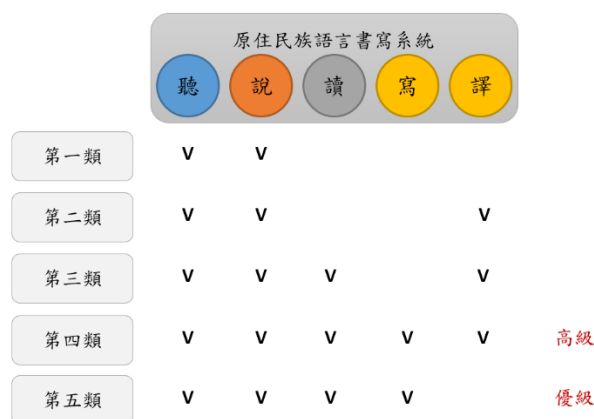 原住民族語言書寫系統
聽 說 讀 寫 譯
第一類 V V
第二類 V V V
第三類 V V V V
第四類 V V V V V 高級
第五類 V V V V 優級